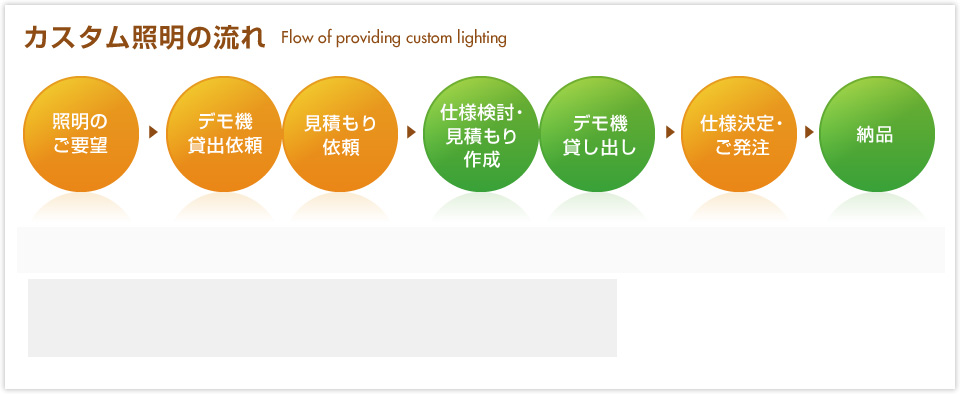 カスタム照明の流れ Flow of providing custom lighting
照明の
ご要望
デモ機
貸出依頼
見積もり
依頼
仕様検討・
見積もり
作成
デモ機
貸し出し
仕様決定・
ご発注
納品